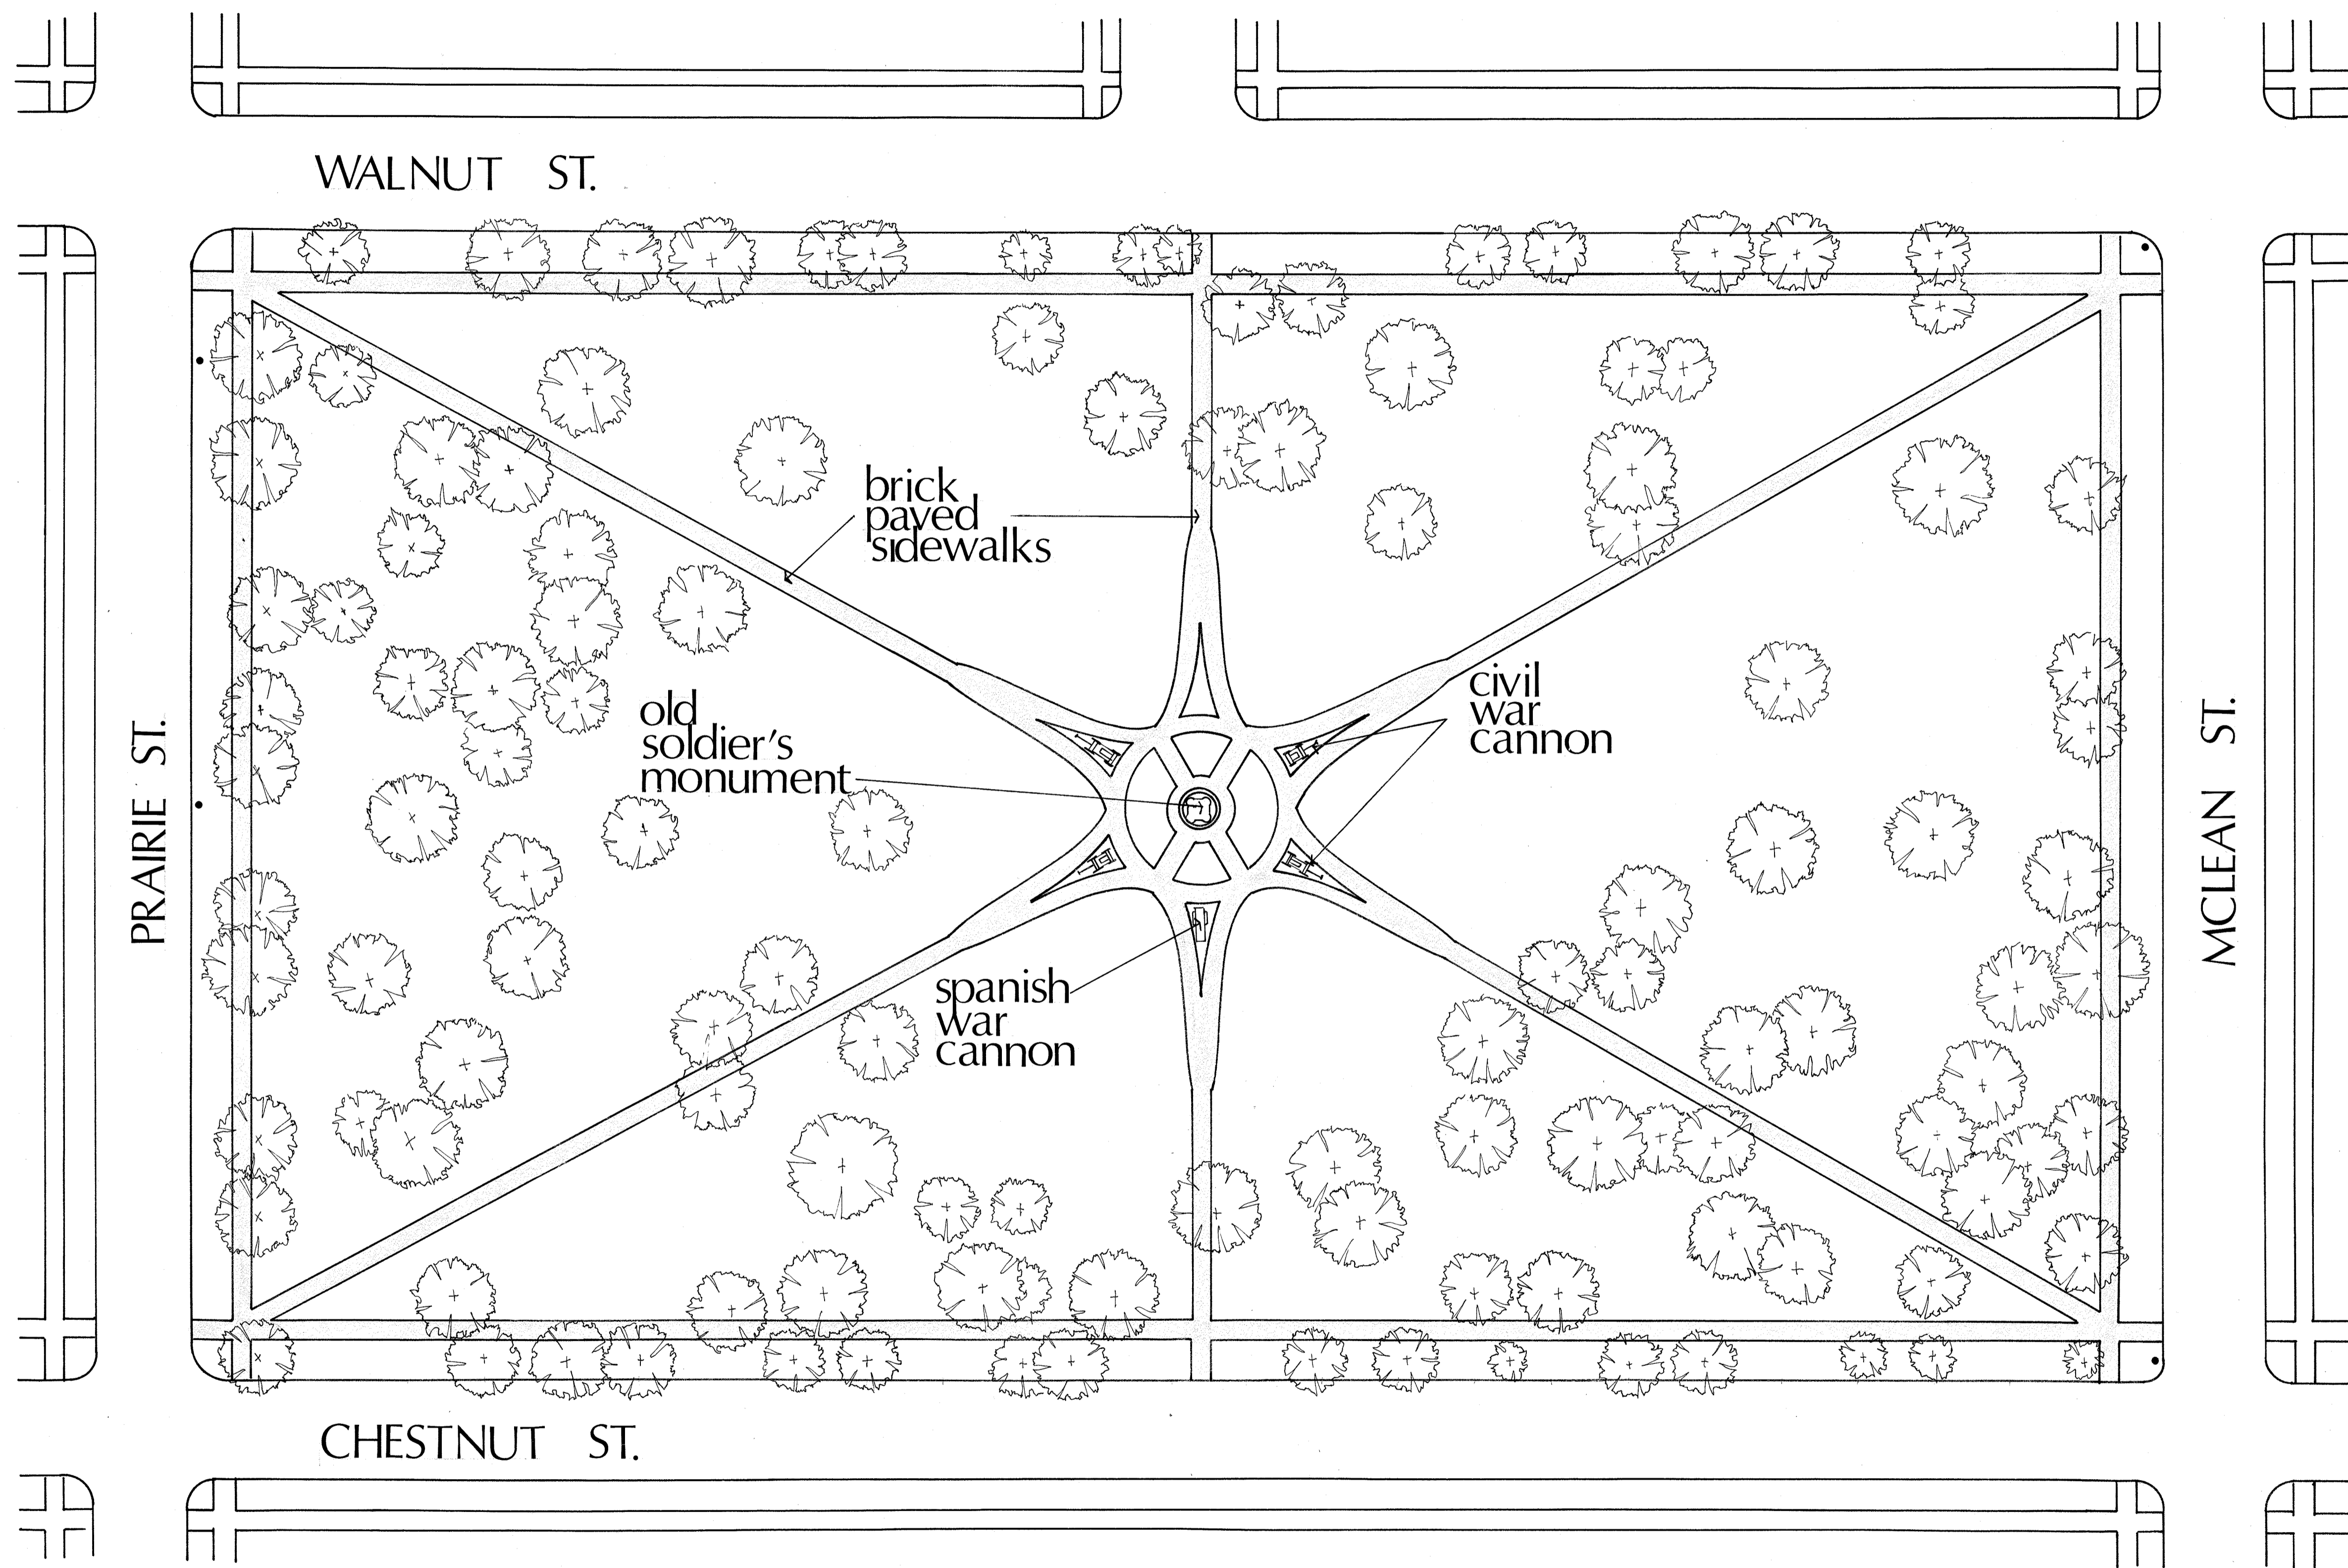 WALNUT ST.
brick
paved
sidewalks
old
soldier's
monument
civil
war
cannon
PRAIRIE ST.
MCLEAN ST.
spanish
war
cannon
CHESTNUT ST.